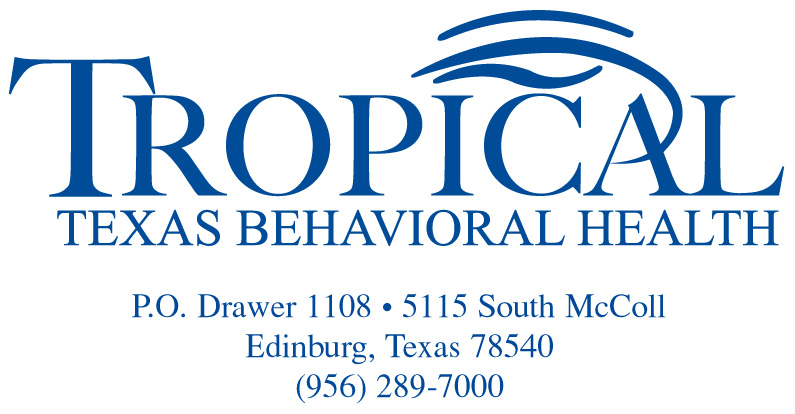 TROPICAL
TEXAS BEHAVIORAL HEALTH
P.O. Drawer 1108 • 5115 South McColl
Edinburg, Texas 78540
(956) 289-7000